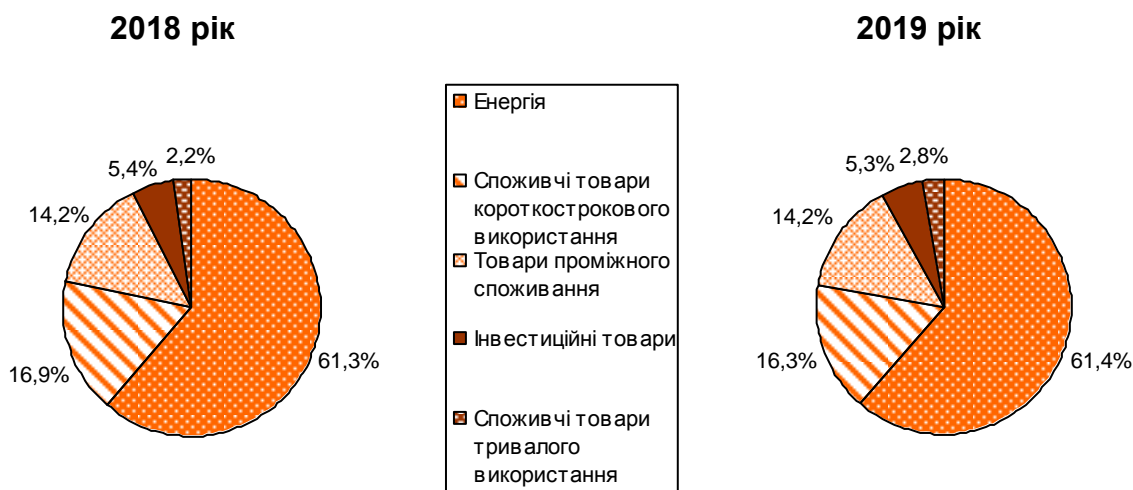 2018 рік
2019 рік
2,2%
5,4%
14,2%
16,9%
61,3%
Енергія
Споживчі товари
короткострокового
використання
Товари проміжного
споживання
Інвестиційні товари
Споживчі товари
тривалого
використання
2,8%
5,3%
14,2%
16,3%
61,4%